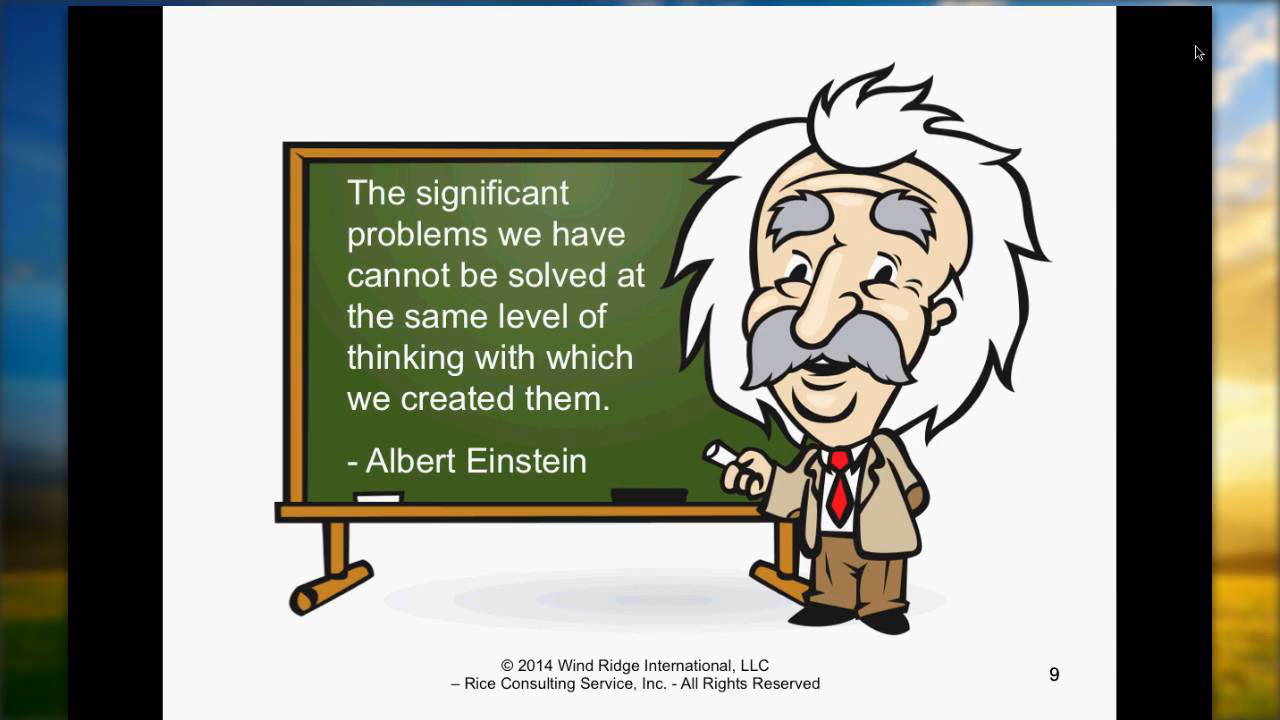 The significant
problems we have
cannot be solved at
the same level of
thinking with which
we created them.
- Albert Einstein
© 2014 Wind Ridge International, LLC
– Rice Consulting Service, Inc. - All Rights Reserved
9